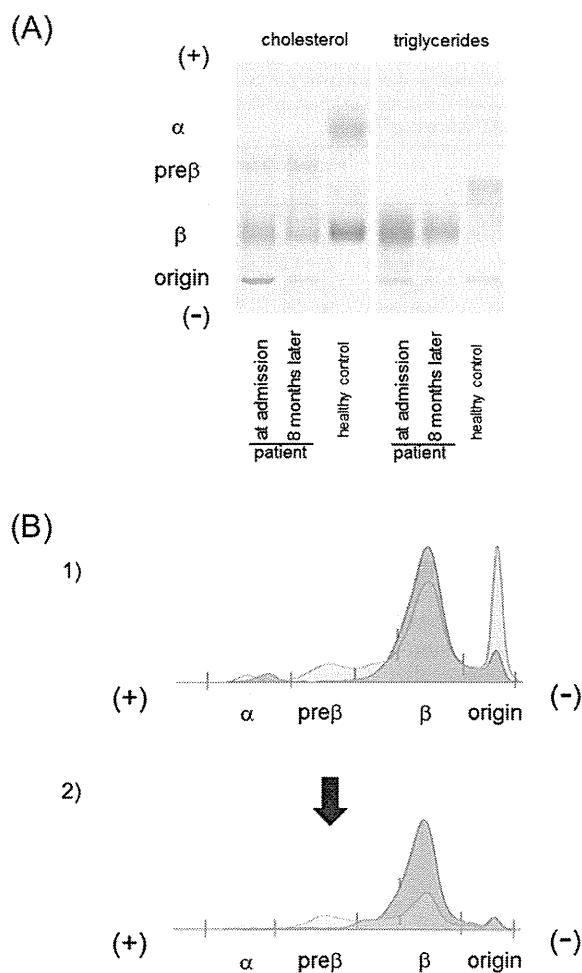 (A)
cholesterol triglycerides
(+)
α
preβ
β
origin
(-)
at admission
8 months later
healthy control
at admission
8 months later
healthy control
patient patient
(B)
1)
(+) α preβ β origin (-)
2)
(+) α preβ β origin (-)